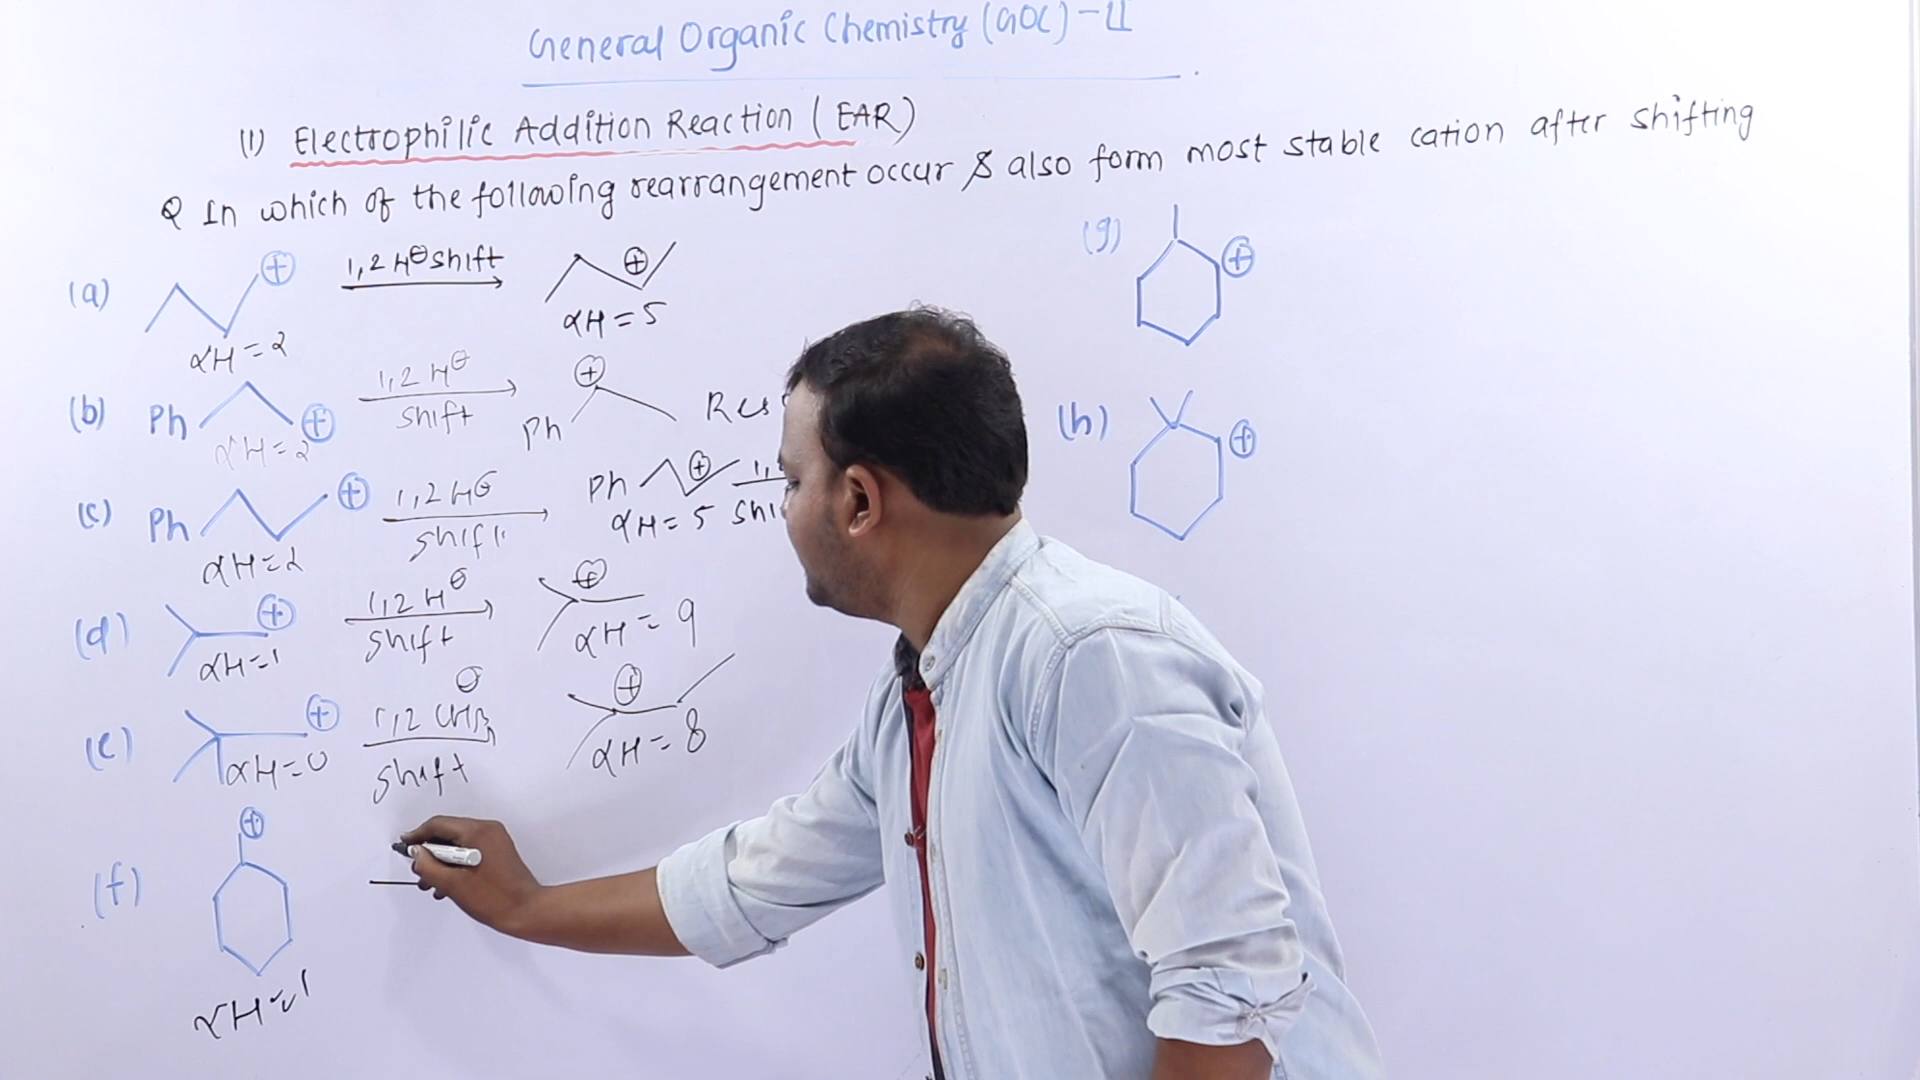 General Organic Chemistry (GOC) - II
(1) Electrophilic Addition Reaction (EAR)
Q In which of the following rearrangement occur & also form most stable cation after shifting
(a) ⊕ 1,2 H⊖ shift ⊕
αH = 2 αH = 5
(b) Ph ⊕ 1,2 H⊖ shift ⊕ Ph
αH = 2
(c) Ph ⊕ 1,2 H⊖ shift Ph ⊕
αH = 2 αH = 5
(d) ⊕ 1,2 H⊖ shift ⊕
αH = 1 αH = 9
(e) ⊕ 1,2 CH3⊖ shift ⊕
αH = 0 αH = 8
(f) ⊕
αH = 1
(g) ⊕
(h) ⊕